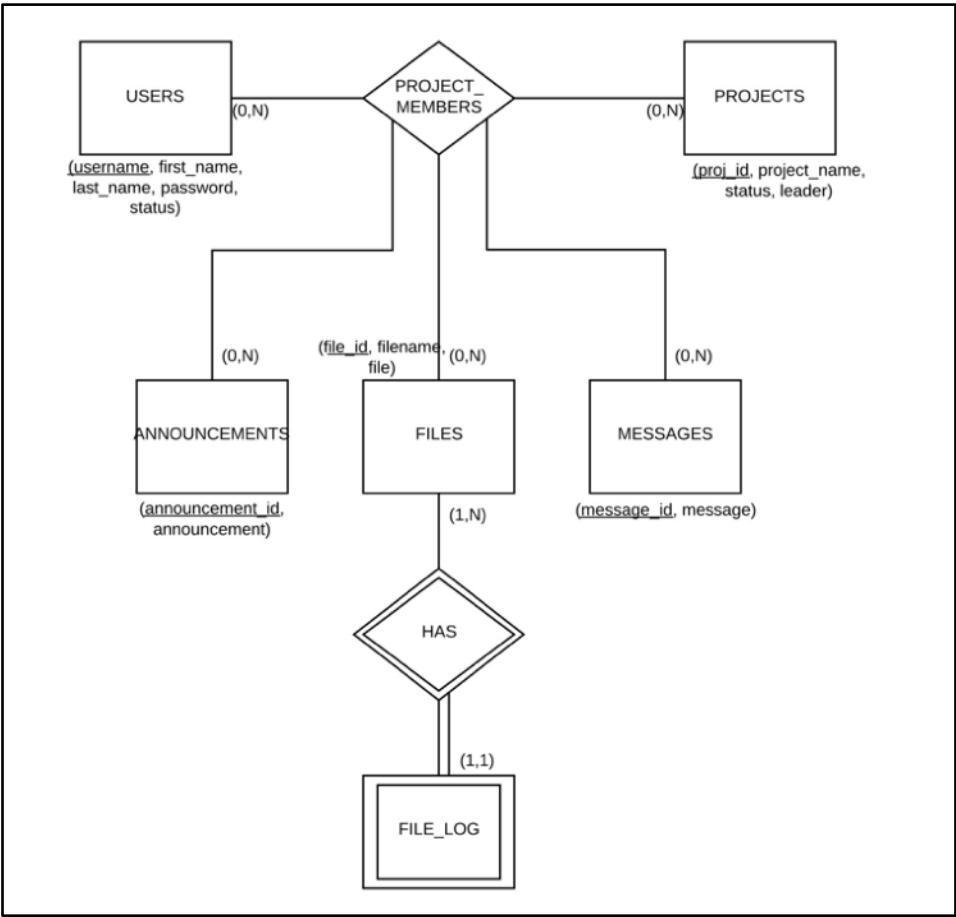 USERS
(0,N)
PROJECT_
MEMBERS
(0,N)
PROJECTS
(username, first_name,
last_name, password,
status)
(proj_id, project_name,
status, leader)
(0,N)
(file_id, filename,
file)
(0,N)
(0,N)
ANNOUNCEMENTS
FILES
MESSAGES
(announcement_id,
announcement)
(1,N)
(message_id, message)
HAS
(1,1)
FILE_LOG